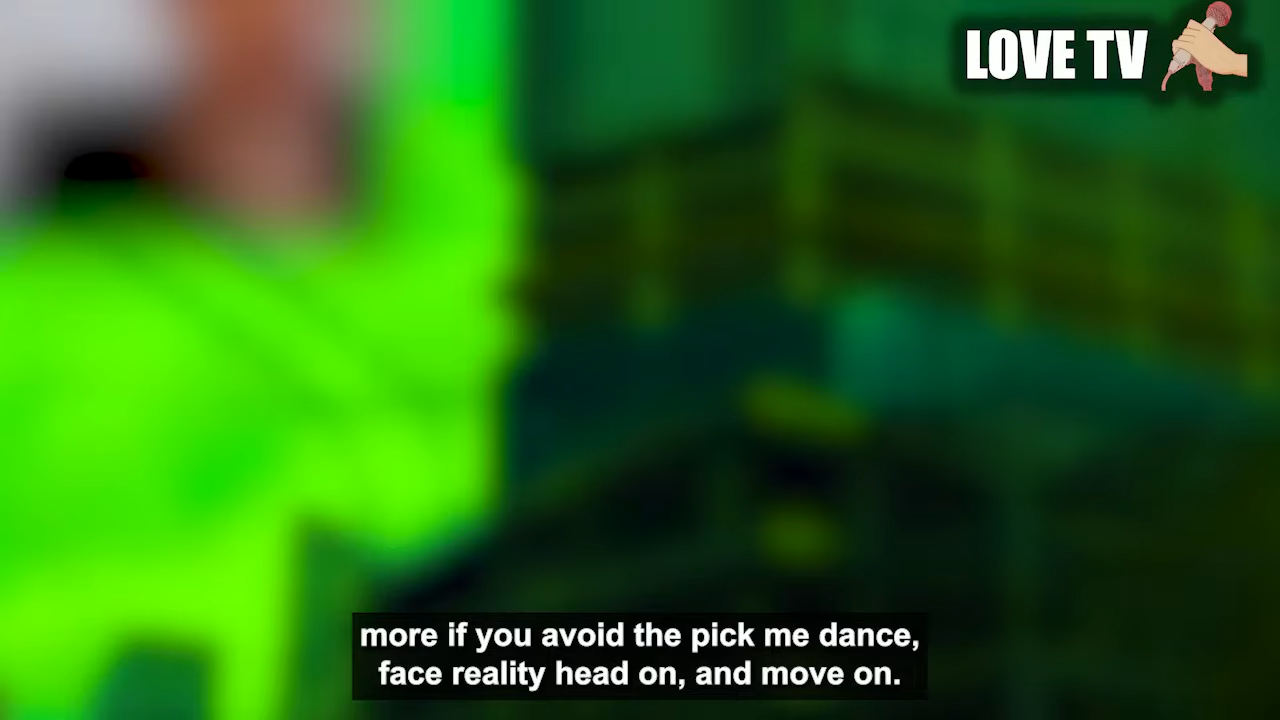 LOVE TV
more if you avoid the pick me dance,
face reality head on, and move on.